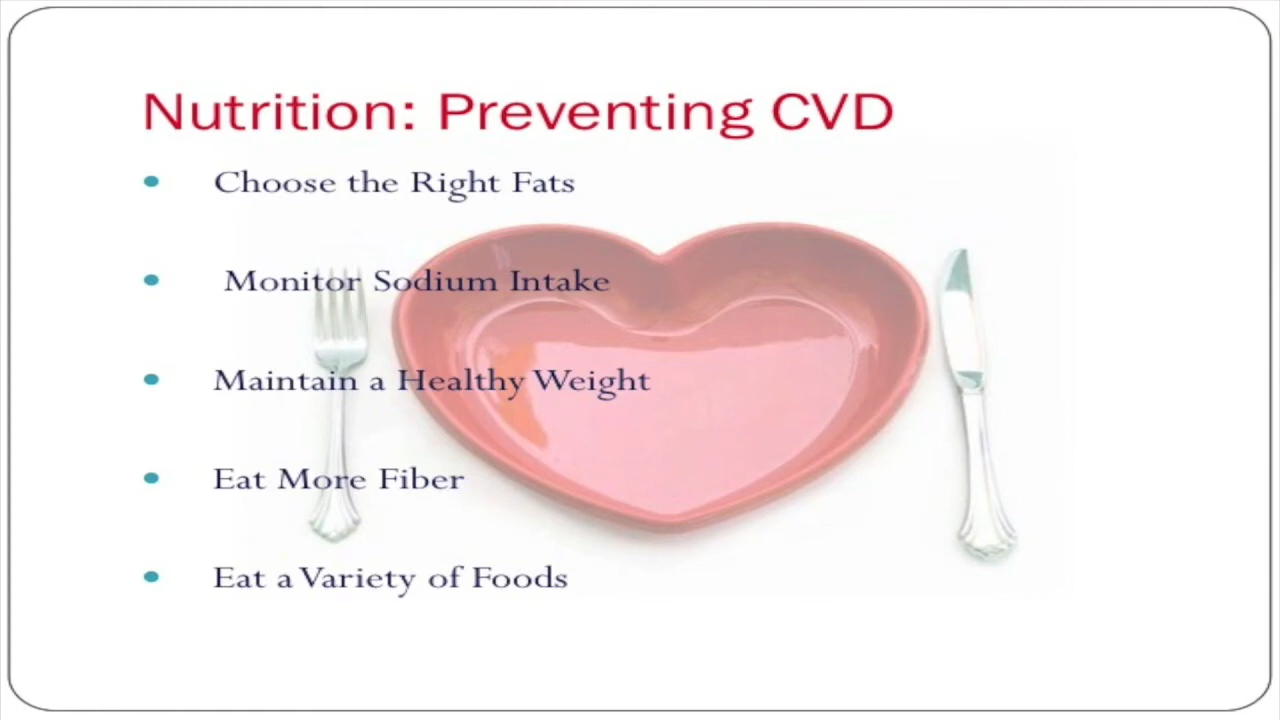 Nutrition: Preventing CVD
• Choose the Right Fats
• Monitor Sodium Intake
• Maintain a Healthy Weight
• Eat More Fiber
• Eat a Variety of Foods